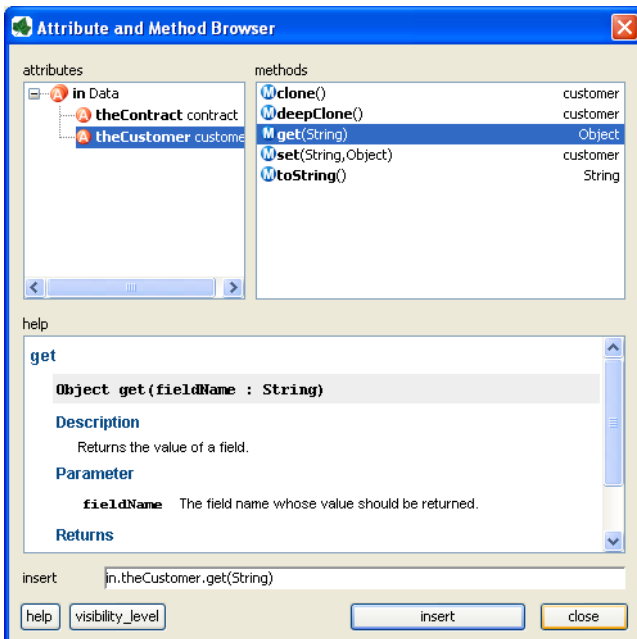 Attribute and Method Browser
attributes
in Data
theContract contract
theCustomer custome
methods
clone() customer
deepClone() customer
get(String) Object
set(String,Object) customer
toString() String
help
get
Object get(fieldName : String)
Description
Returns the value of a field.
Parameter
fieldName The field name whose value should be returned.
Returns
insert in.theCustomer.get(String)
help visibility_level insert close